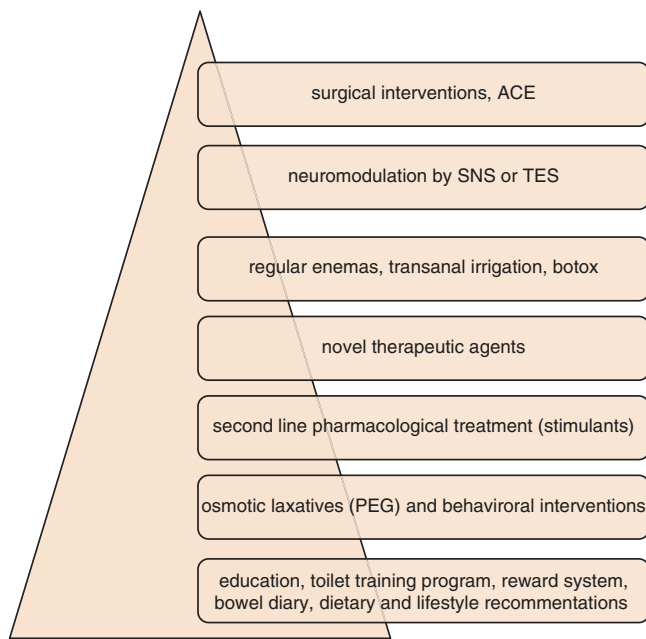 surgical interventions, ACE
neuromodulation by SNS or TES
regular enemas, transanal irrigation, botox
novel therapeutic agents
second line pharmacological treatment (stimulants)
osmotic laxatives (PEG) and behaviroral interventions
education, toilet training program, reward system,
bowel diary, dietary and lifestyle recommentations